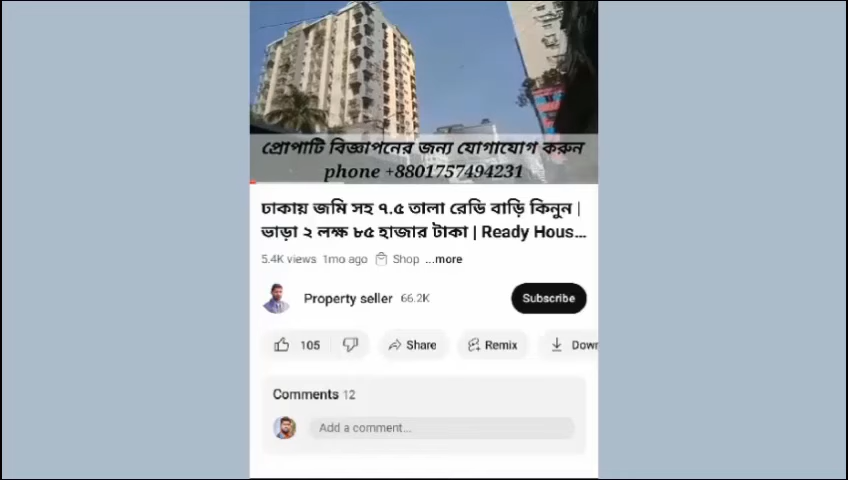 প্রোপাটি বিজ্ঞাপনের জন্য যোগাযোগ করুন
phone +8801757494231
ঢাকায় জমি সহ ৭.৫ তালা রেডি বাড়ি কিনুন |
ভাড়া ২ লক্ষ ৮৫ হাজার টাকা | Ready Hous...
5.4K views 1mo ago Shop ...more
Property seller 66.2K Subscribe
105 Share Remix Down
Comments 12
Add a comment...